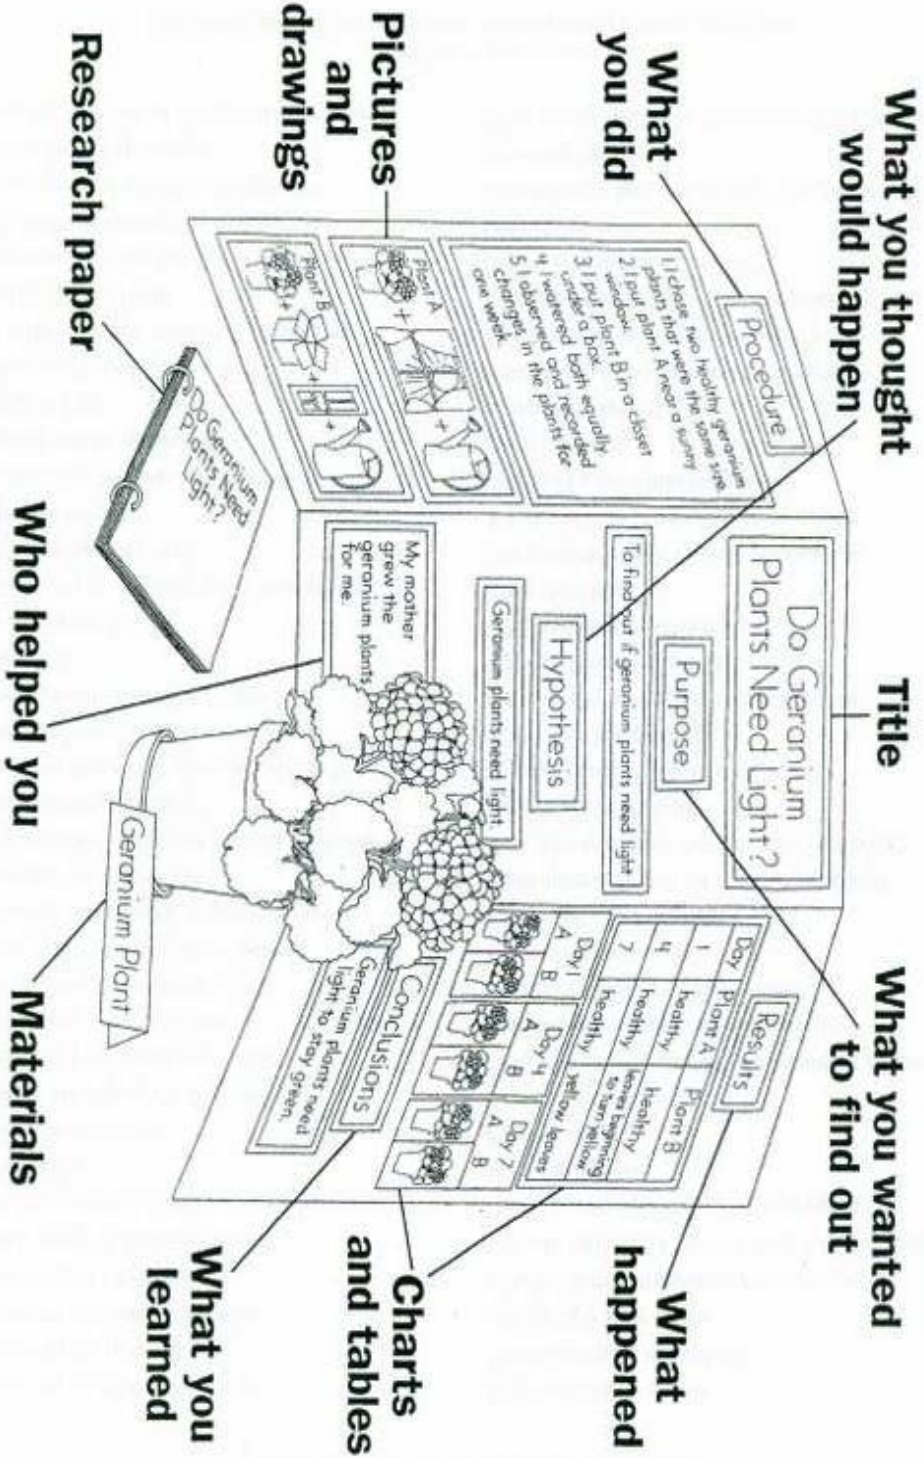 What you thought
would happen
Title
What you wanted
to find out
What
you did
What
happened
Pictures
and
drawings
Charts
and tables
Research paper
Who helped you
Materials
What you
learned
Procedure
1. I chose two healthy geranium
plants that were the same size.
2. I put plant A near a sunny
window.
3. I put plant B in a closet
under a box.
4. I watered both equally.
5. I observed and recorded
changes in the plants for
one week.
Plant A
+
+
Plant B
+
+
+
Do Geranium
Plants Need Light?
Purpose
To find out if geranium plants need light
Hypothesis
Geranium plants need light.
My mother
grew the
geranium plants
for me.
Results
Day Plant A Plant B
1 healthy healthy
4 healthy leaves beginning
to turn yellow
7 healthy yellow leaves
Day 1 Day 4 Day 7
A B A B A B
Conclusions
Geranium plants need
light to stay green.
Do Geranium
Plants Need
Light?
Geranium Plant